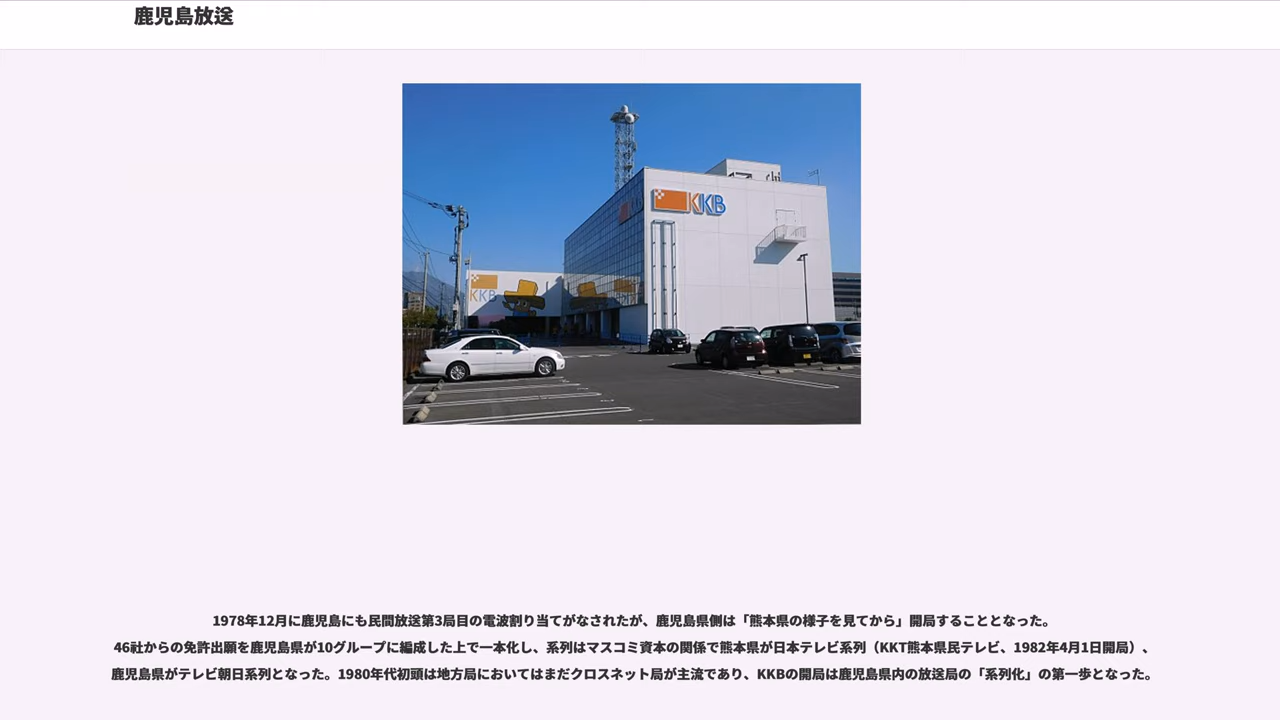 鹿児島放送
KKB
KKB
1978年12月に鹿児島にも民間放送第3局目の電波割り当てがなされたが、鹿児島県側は「熊本県の様子を見てから」開局することとなった。
46社からの免許出願を鹿児島県が10グループに編成した上で一本化し、系列はマスコミ資本の関係で熊本県が日本テレビ系列（KKT熊本県民テレビ、1982年4月1日開局）、
鹿児島県がテレビ朝日系列となった。1980年代初頭は地方局においてはまだクロスネット局が主流であり、KKBの開局は鹿児島県内の放送局の「系列化」の第一歩となった。